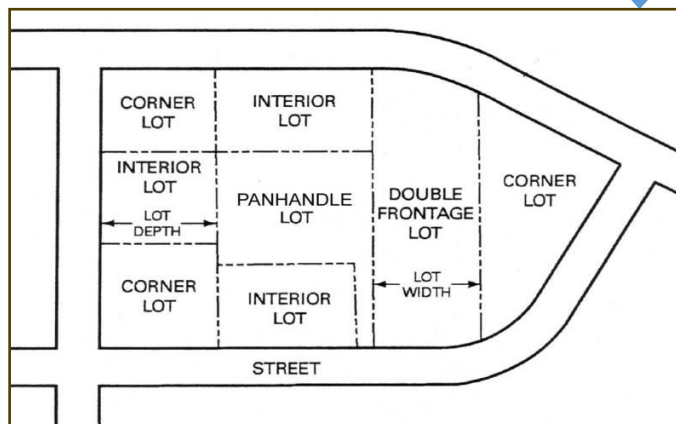 CORNER
LOT
INTERIOR
LOT
INTERIOR
LOT
LOT
DEPTH
PANHANDLE
LOT
DOUBLE
FRONTAGE
LOT
CORNER
LOT
CORNER
LOT
INTERIOR
LOT
LOT
WIDTH
STREET